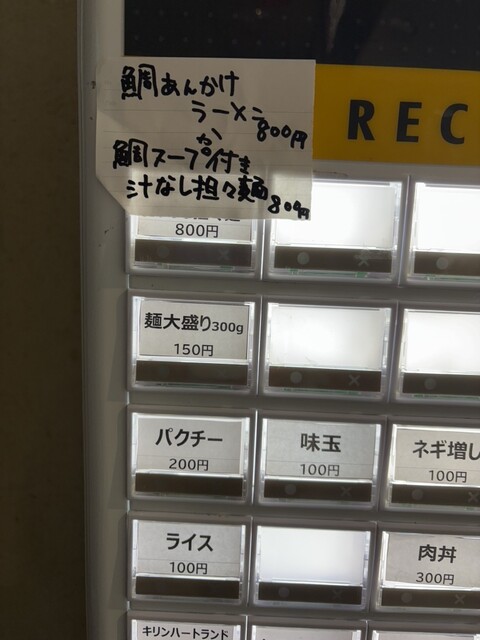 鯛あんかけ
ラーメン800円
か
鯛スープ付き
汁なし担々麺800円
REC
800円
麺大盛り300g
150円
パクチー
200円
味玉
100円
ネギ増し
100円
ライス
100円
肉丼
300円
キリンハートランド